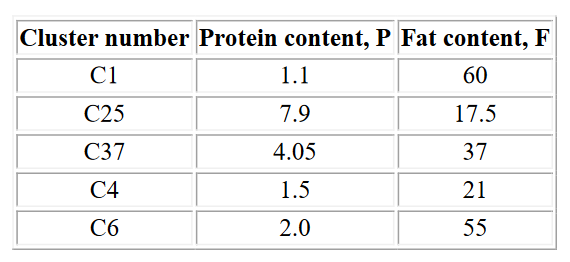 Cluster number Protein content, P Fat content, F
C1 1.1 60
C25 7.9 17.5
C37 4.05 37
C4 1.5 21
C6 2.0 55